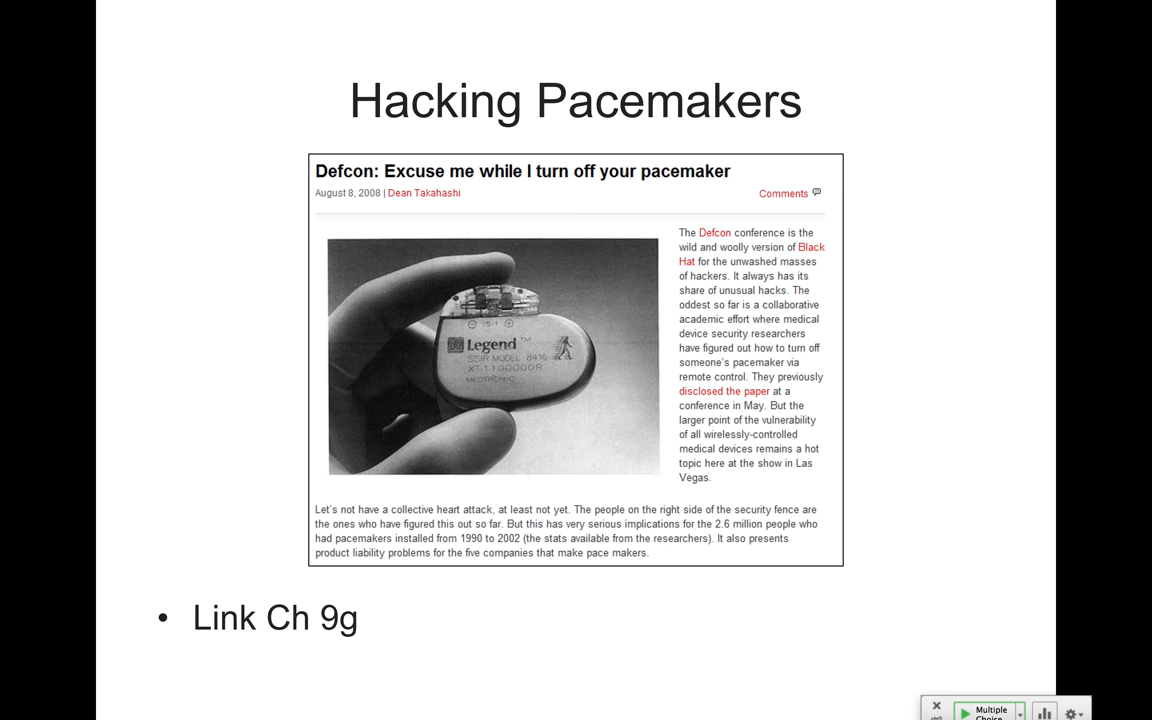 Hacking Pacemakers
Defcon: Excuse me while I turn off your pacemaker
August 8, 2008 | Dean Takahashi
Comments
The Defcon conference is the
wild and woolly version of Black
Hat for the unwashed masses
of hackers. It always has its
share of unusual hacks. The
oddest so far is a collaborative
academic effort where medical
device security researchers
have figured out how to turn off
someone's pacemaker via
remote control. They previously
disclosed the paper at a
conference in May. But the
larger point of the vulnerability
of all wirelessly-controlled
medical devices remains a hot
topic here at the show in Las
Vegas.
IS-1
Legend™
SSIR MODEL 8416
MEDTRONIC
Let's not have a collective heart attack, at least not yet. The people on the right side of the security fence are
the ones who have figured this out so far. But this has very serious implications for the 2.6 million people who
had pacemakers installed from 1990 to 2002 (the stats available from the researchers). It also presents
product liability problems for the five companies that make pace makers.
• Link Ch 9g
Multiple
Choice